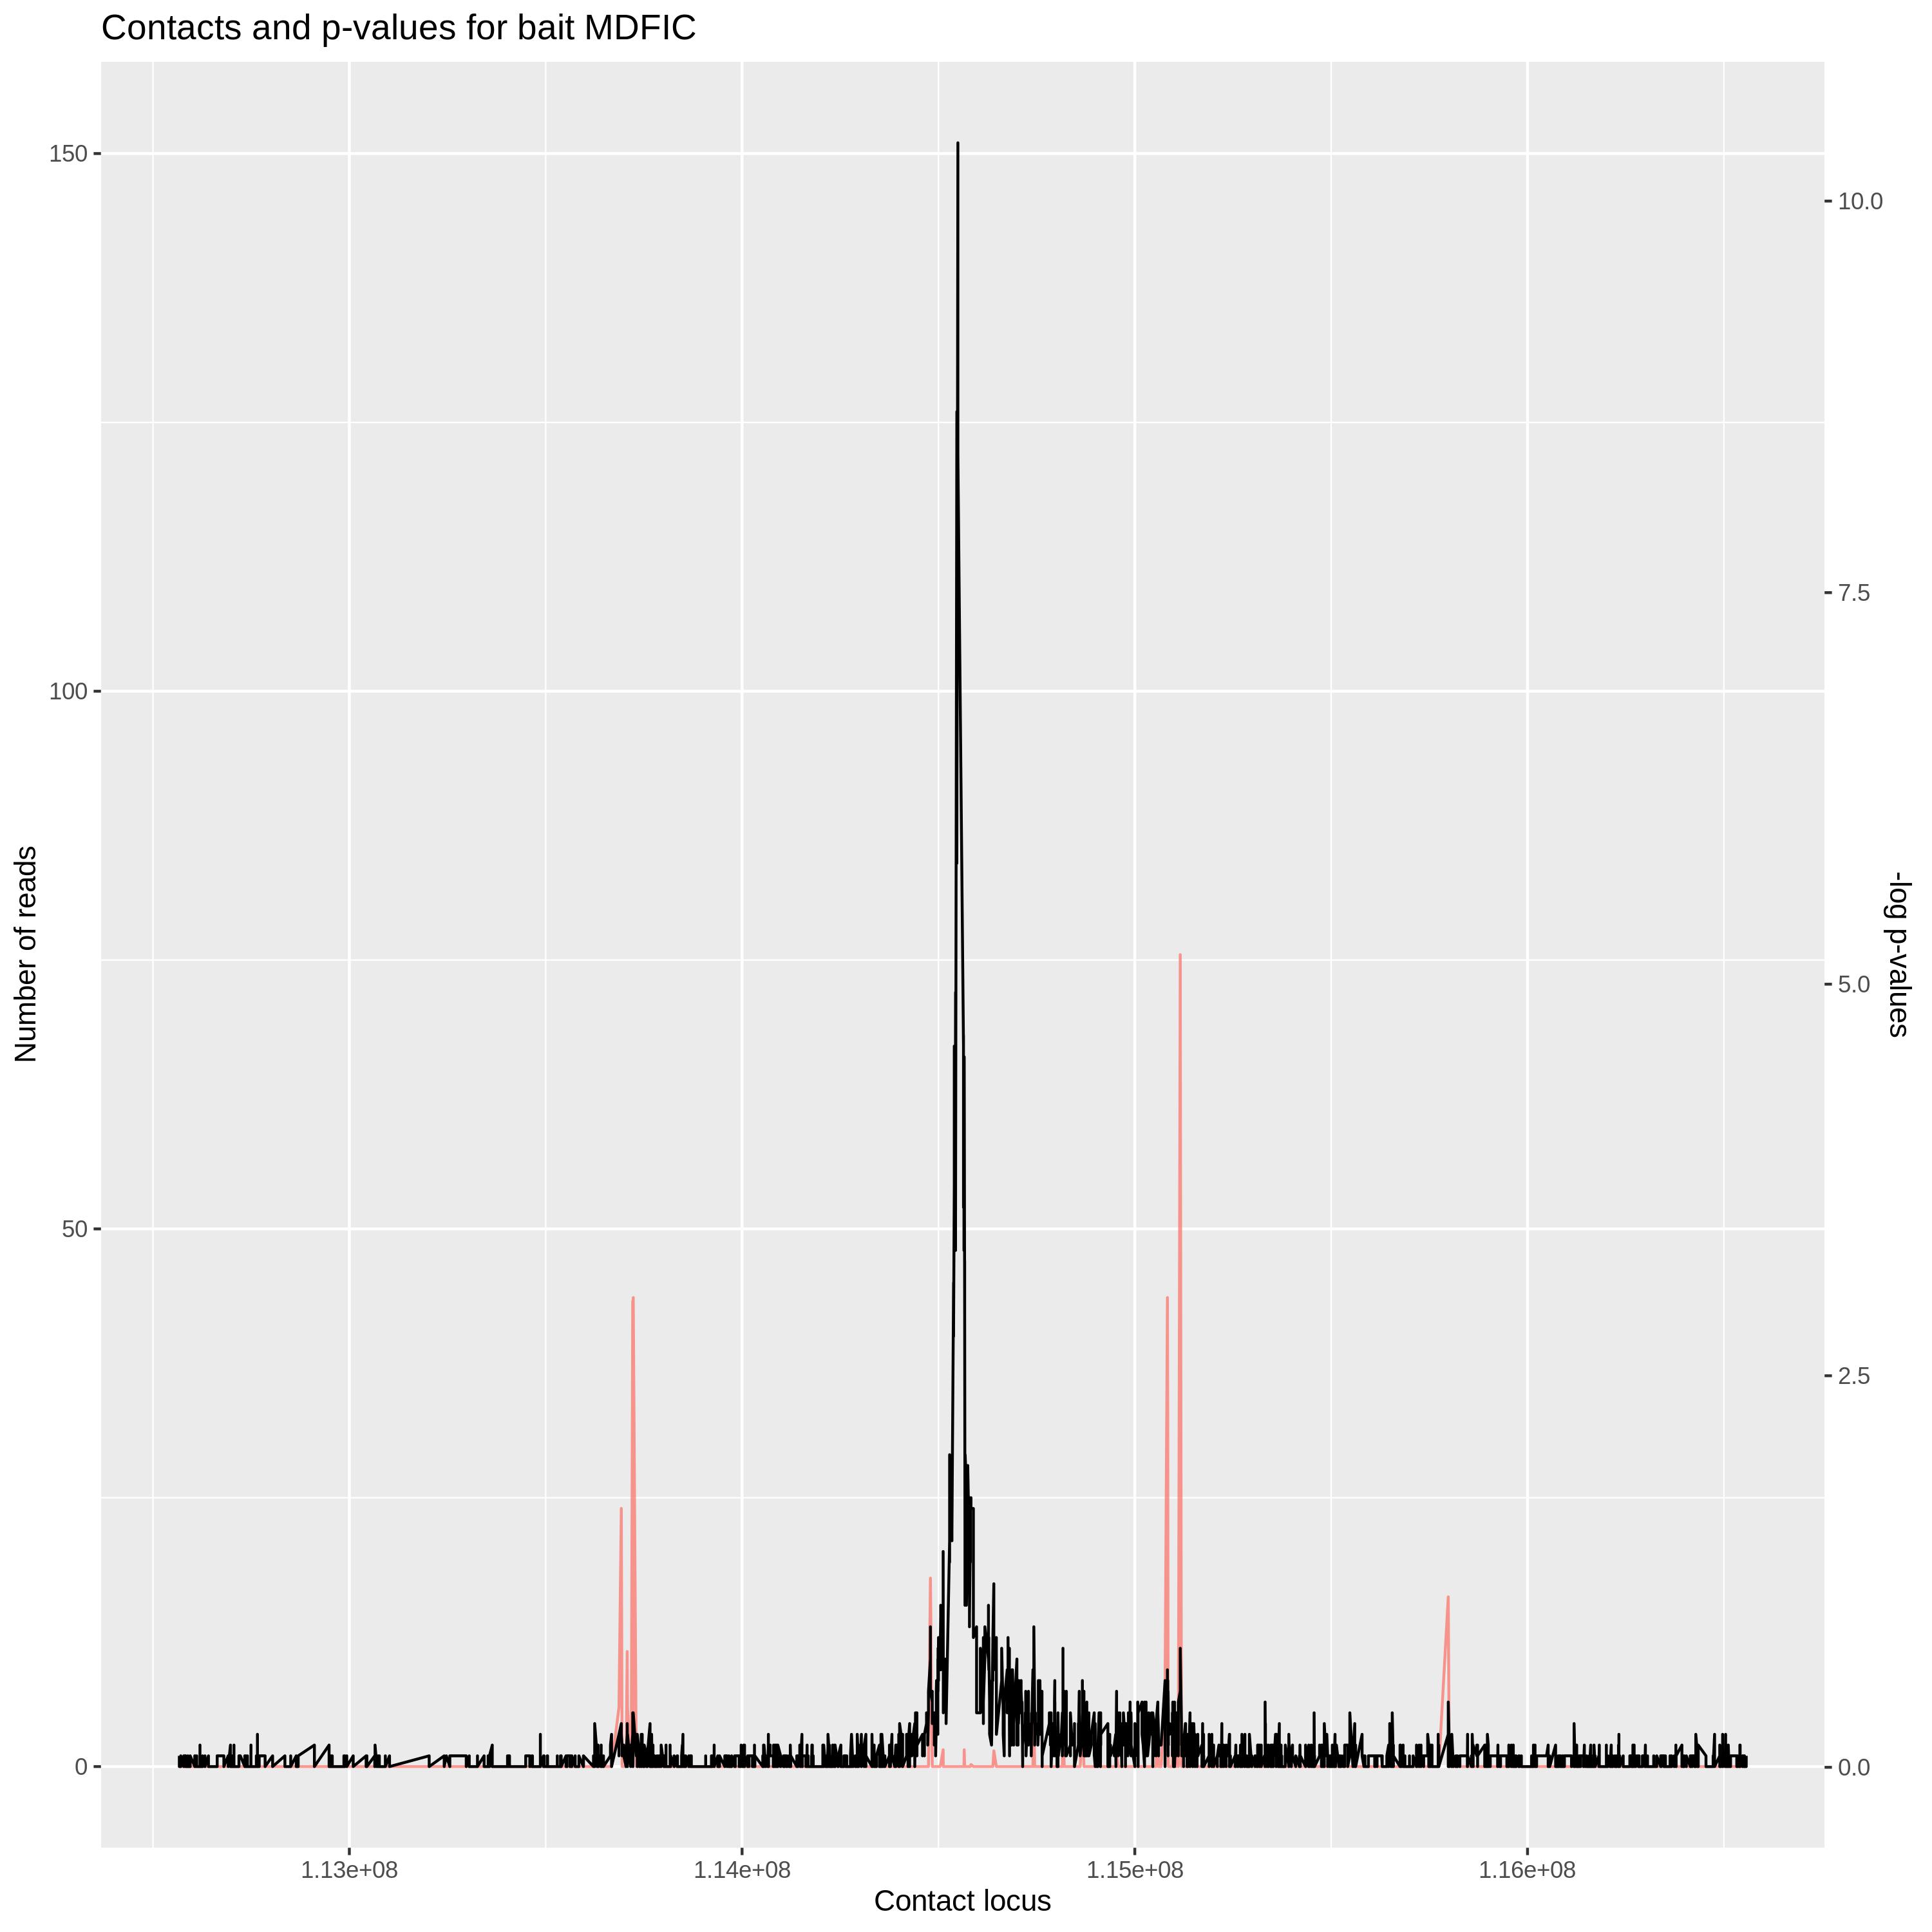 Contacts and p-values for bait MDFIC
150
100
50
0
Number of reads
10.0
7.5
5.0
2.5
0.0
-log p-values
1.13e+08
1.14e+08
1.15e+08
1.16e+08
Contact locus